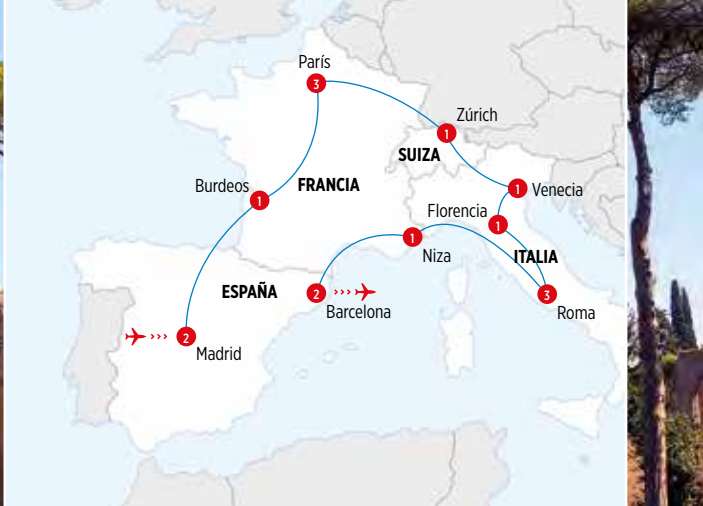 París
3
Zúrich
1
SUIZA
Burdeos
1
FRANCIA
1
Venecia
Florencia
1
1
Niza
ITALIA
ESPAÑA
2
Barcelona
3
Roma
2
Madrid